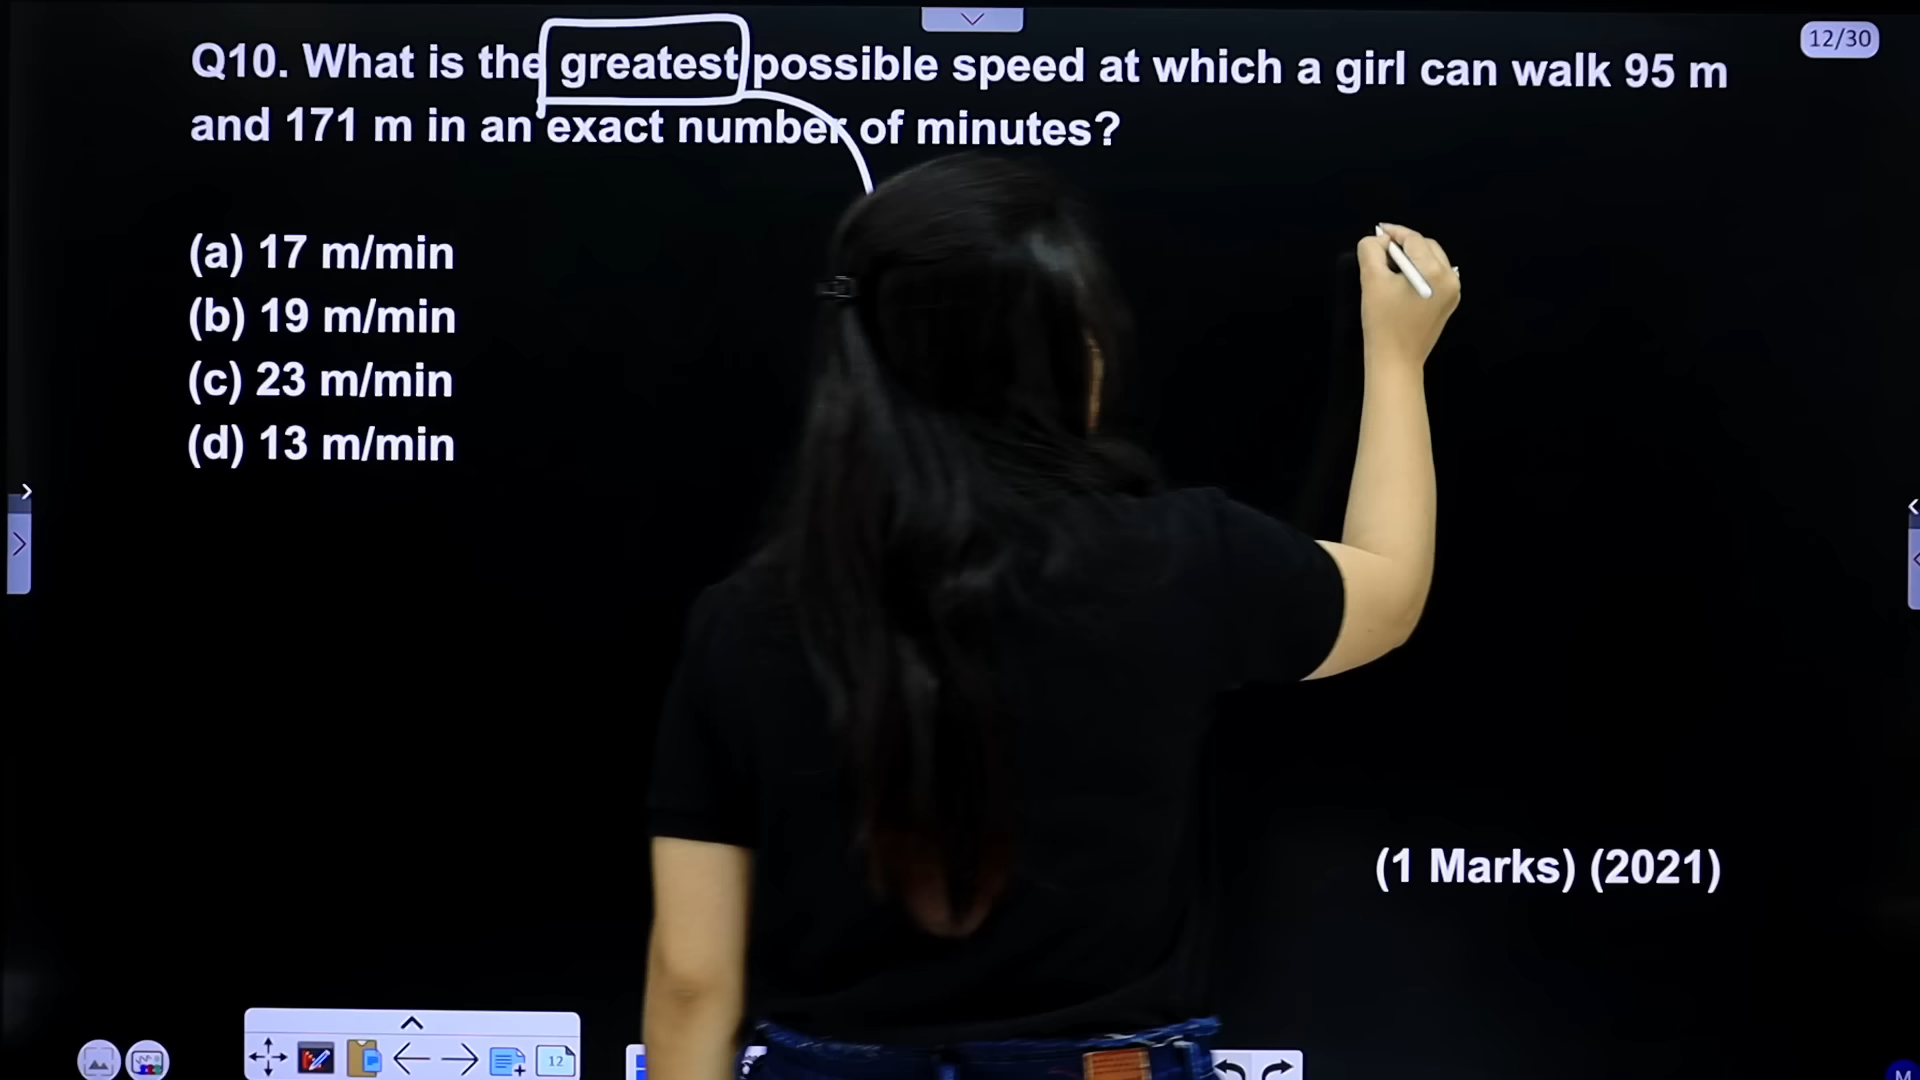 12/30
Q10. What is the greatest possible speed at which a girl can walk 95 m
and 171 m in an exact number of minutes?
(a) 17 m/min
(b) 19 m/min
(c) 23 m/min
(d) 13 m/min
(1 Marks) (2021)
12
M